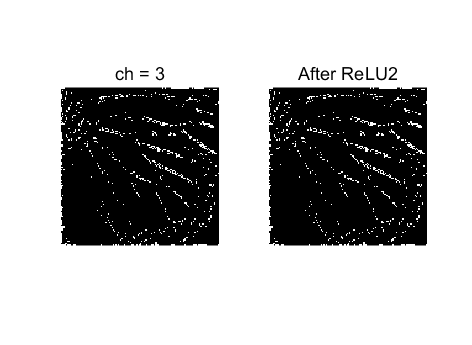 ch = 3
After ReLU2